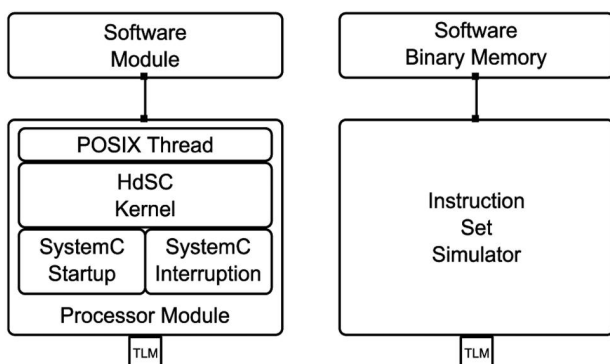 Software
Module
POSIX Thread
HdSC
Kernel
SystemC
Startup
SystemC
Interruption
Processor Module
TLM
Software
Binary Memory
Instruction
Set
Simulator
TLM